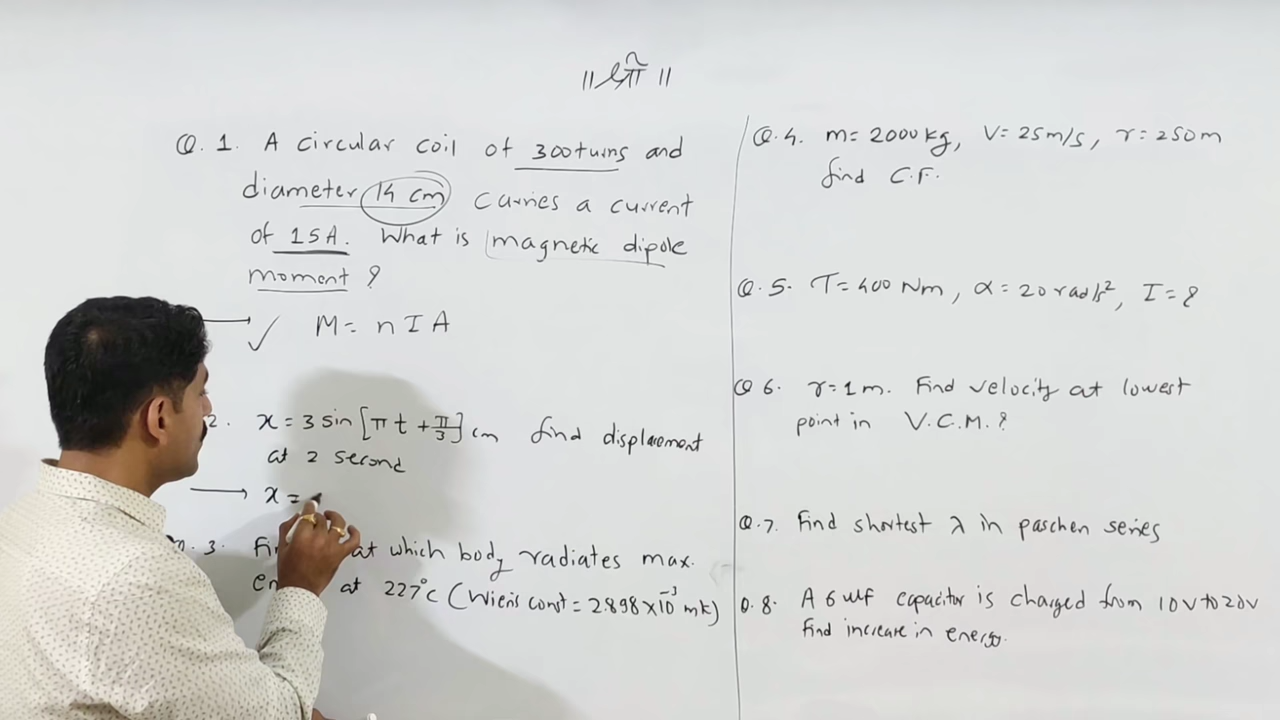 ॥ श्री ॥
Q. 1. A circular coil of 300 turns and
diameter 14 cm carries a current
of 15A. What is magnetic dipole
moment ?
M = n I A
2. x = 3 sin [π t + π/3] cm find displacement
at 2 second
x =
3. at which body radiates max.
at 227°C (Wien's const = 2.898 × 10⁻³ mk)
Q.4. m = 2000 kg, V = 25 m/s, r = 250 m
find C.F.
Q.5. τ = 400 Nm, α = 20 rad/s², I = ?
Q 6. r = 1 m. Find velocity at lowest
point in V.C.M. ?
Q.7. Find shortest λ in paschen series
Q.8. A 6 uf capacitor is charged from 10V to 20V
find increase in energy.